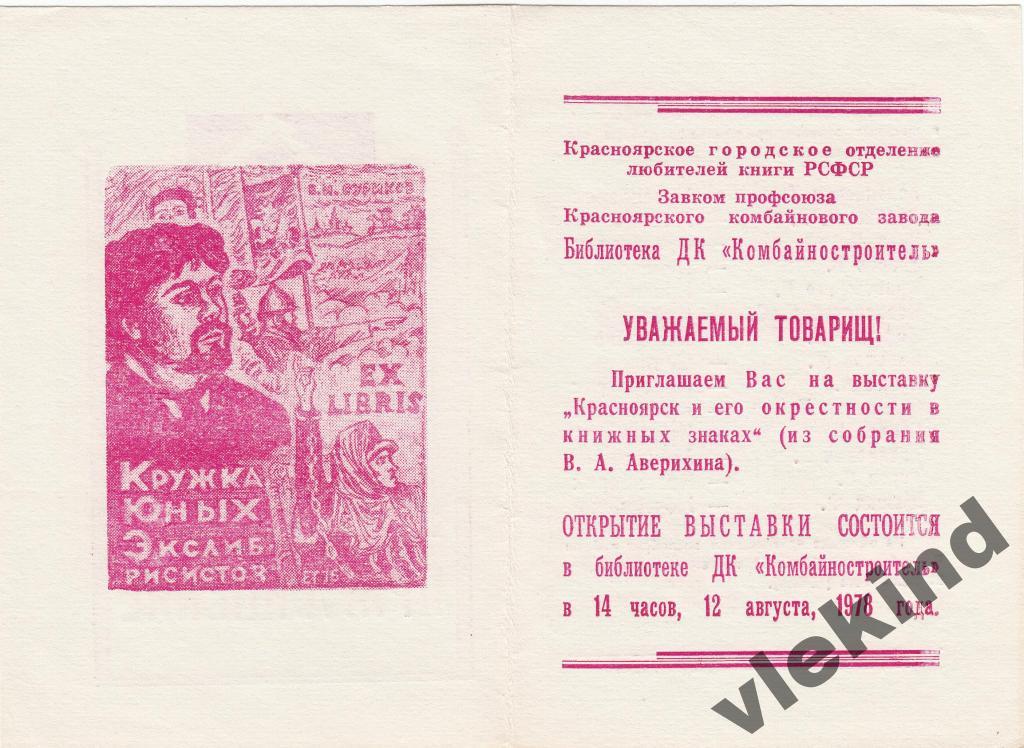 В. И. СУРИКОВ
EX
LIBRIS
КРУЖКА
ЮНЫХ
ЭКСЛИБ-
РИСИСТОВ
Красноярское городское отделение
любителей книги РСФСР
Завком профсоюза
Красноярского комбайнового завода
Библиотека ДК «Комбайностроитель»
УВАЖАЕМЫЙ ТОВАРИЩ!
Приглашаем Вас на выставку
„Красноярск и его окрестности в
книжных знаках“ (из собрания
В. А. Аверихина).
ОТКРЫТИЕ ВЫСТАВКИ СОСТОИТСЯ
в библиотеке ДК «Комбайностроитель»
в 14 часов, 12 августа, 1978 года.
vlekind